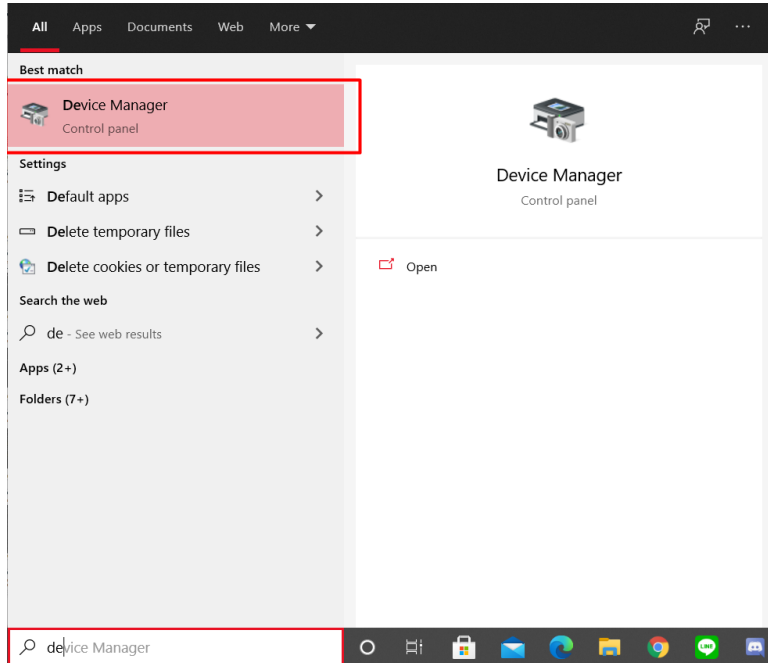 All Apps Documents Web More
Best match
Device Manager
Control panel
Settings
Default apps
Delete temporary files
Delete cookies or temporary files
Search the web
de - See web results
Apps (2+)
Folders (7+)
Device Manager
Control panel
Open
device Manager
LINE